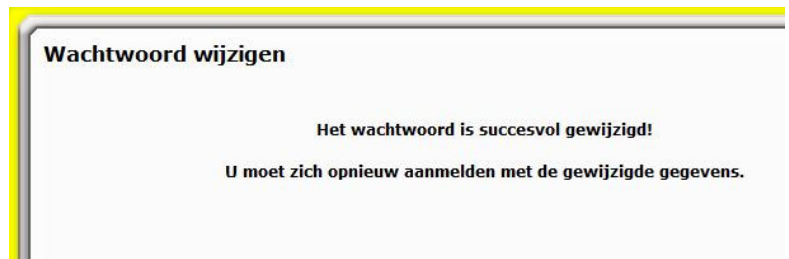 Wachtwoord wijzigen
Het wachtwoord is succesvol gewijzigd!
U moet zich opnieuw aanmelden met de gewijzigde gegevens.